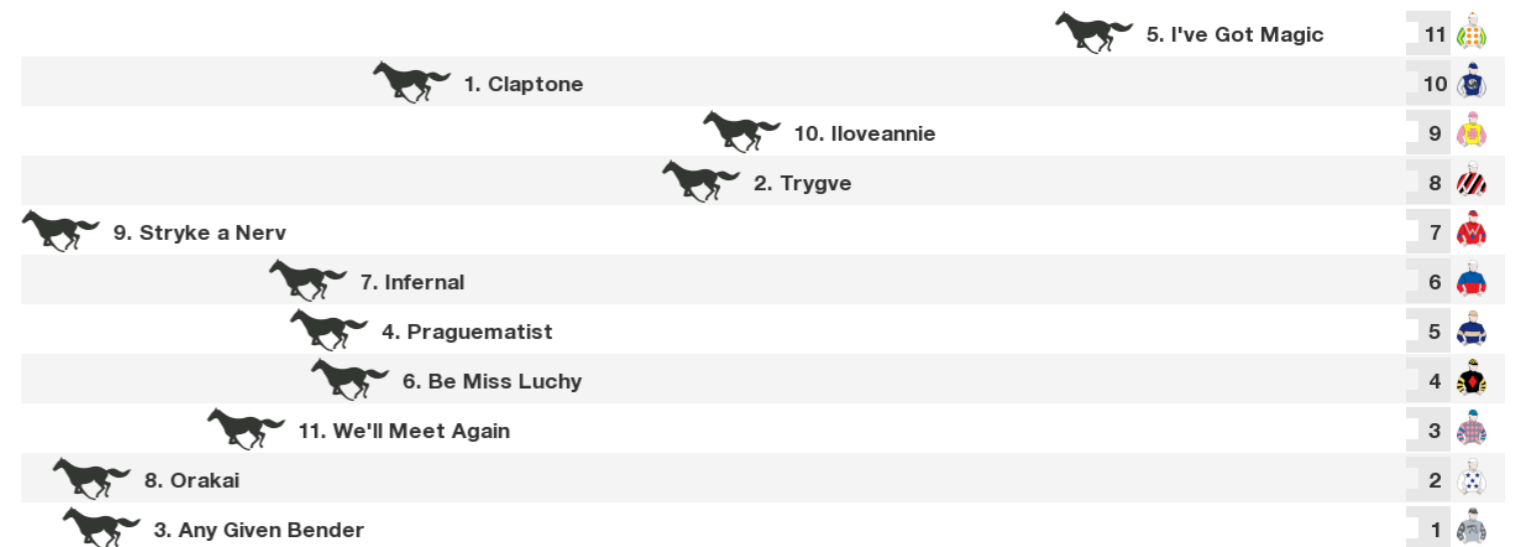 5. I've Got Magic 11
1. Claptone 10
10. Iloveannie 9
2. Trygve 8
9. Stryke a Nerv 7
7. Infernal 6
4. Praguematist 5
6. Be Miss Luchy 4
11. We'll Meet Again 3
8. Orakai 2
3. Any Given Bender 1